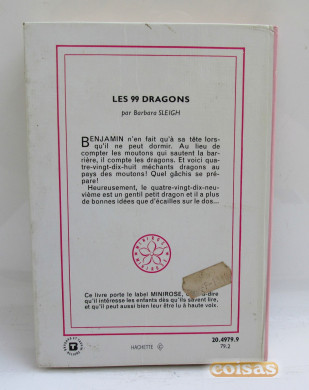 LES 99 DRAGONS
par Barbara SLEIGH
BENJAMIN n'en fait qu'à sa tête lors-
qu'il ne peut dormir. Au lieu de
compter les moutons qui sautent la bar-
rière, il compte les dragons. Et voici qua-
tre-vingt-dix-huit méchants dragons au
pays des moutons! Quel gâchis se pré-
pare!
Heureusement, le quatre-vingt-dix-neu-
vième est un gentil petit dragon et il a plus
de bonnes idées que d'écailles sur le dos...
Ce livre porte le label MINIROSE,
qu'il intéresse les enfants dès qu'ils savent lire,
et qu'il peut aussi bien leur être lu à haute voix.
20.4979.9
HACHETTE
79.2
coisas